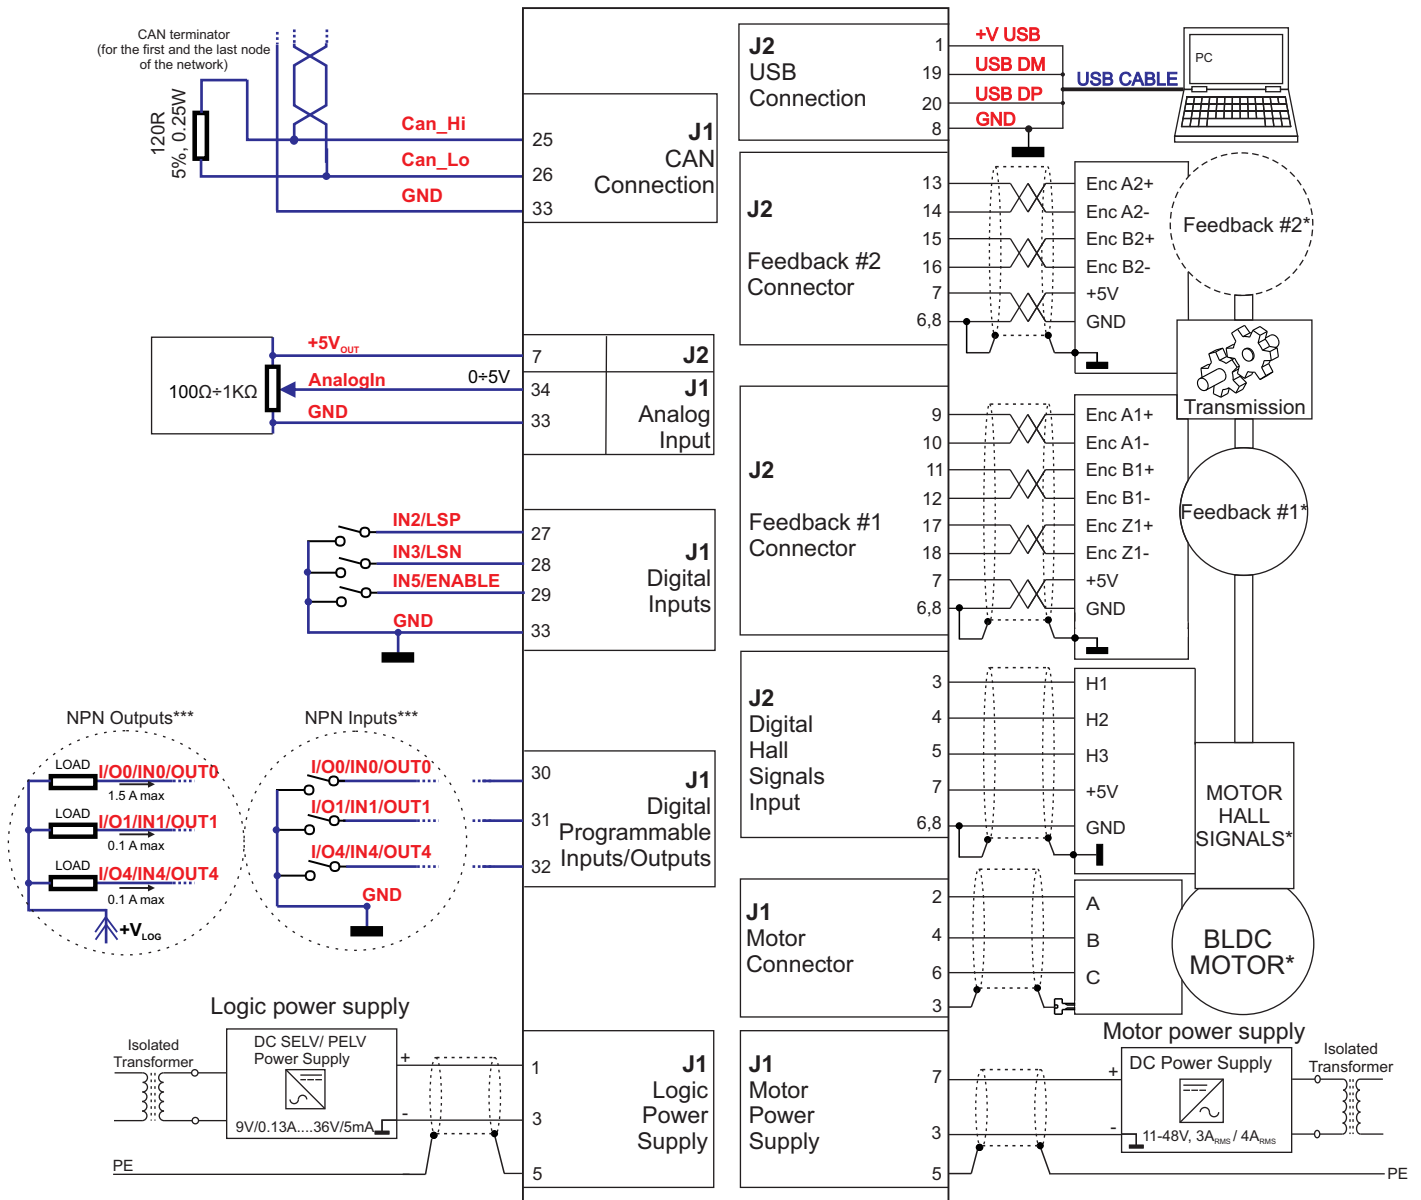 CAN terminator
(for the first and the last node
of the network)
120R
5%, 0.25W
Can_Hi
25
Can_Lo
26
GND
33
J1
CAN
Connection
100Ω÷1KΩ
+5VOUT
7
J2
AnalogIn
0÷5V
34
J1
GND
33
Analog
Input
IN2/LSP
27
IN3/LSN
28
IN5/ENABLE
29
GND
33
J1
Digital
Inputs
NPN Outputs***
LOAD
I/O0/IN0/OUT0
1.5 A max
LOAD
I/O1/IN1/OUT1
0.1 A max
LOAD
I/O4/IN4/OUT4
0.1 A max
+VLOG
NPN Inputs***
I/O0/IN0/OUT0
30
I/O1/IN1/OUT1
31
I/O4/IN4/OUT4
32
GND
J1
Digital
Programmable
Inputs/Outputs
Logic power supply
Isolated
Transformer
DC SELV/ PELV
Power Supply
9V/0.13A....36V/5mA
+
-
PE
1
3
5
J1
Logic
Power
Supply
J2
USB
Connection
1
+V USB
19
USB DM
20
USB DP
8
GND
USB CABLE
PC
J2
Feedback #2
Connector
13
Enc A2+
14
Enc A2-
15
Enc B2+
16
Enc B2-
7
+5V
6,8
GND
Feedback #2*
Transmission
J2
Feedback #1
Connector
9
Enc A1+
10
Enc A1-
11
Enc B1+
12
Enc B1-
17
Enc Z1+
18
Enc Z1-
7
+5V
6,8
GND
Feedback #1*
J2
Digital
Hall
Signals
Input
3
H1
4
H2
5
H3
7
+5V
6,8
GND
MOTOR
HALL
SIGNALS*
J1
Motor
Connector
2
A
4
B
6
C
3
BLDC
MOTOR*
Motor power supply
J1
Motor
Power
Supply
7
3
5
+
-
DC Power Supply
11-48V, 3ARMS / 4ARMS
Isolated
Transformer
PE